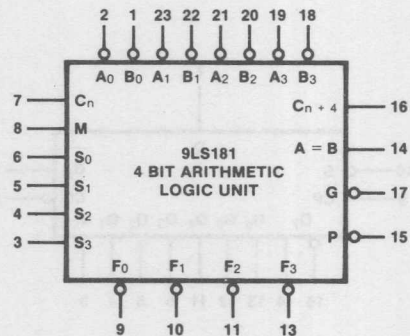 2 1 23 22 21 20 19 18
A0 B0 A1 B1 A2 B2 A3 B3
7 Cn Cn + 4 16
8 M
A = B 14
6 S0 9LS181
5 S1 4 BIT ARITHMETIC
G 17
LOGIC UNIT
4 S2
P 15
3 S3
F0 F1 F2 F3
9 10 11 13